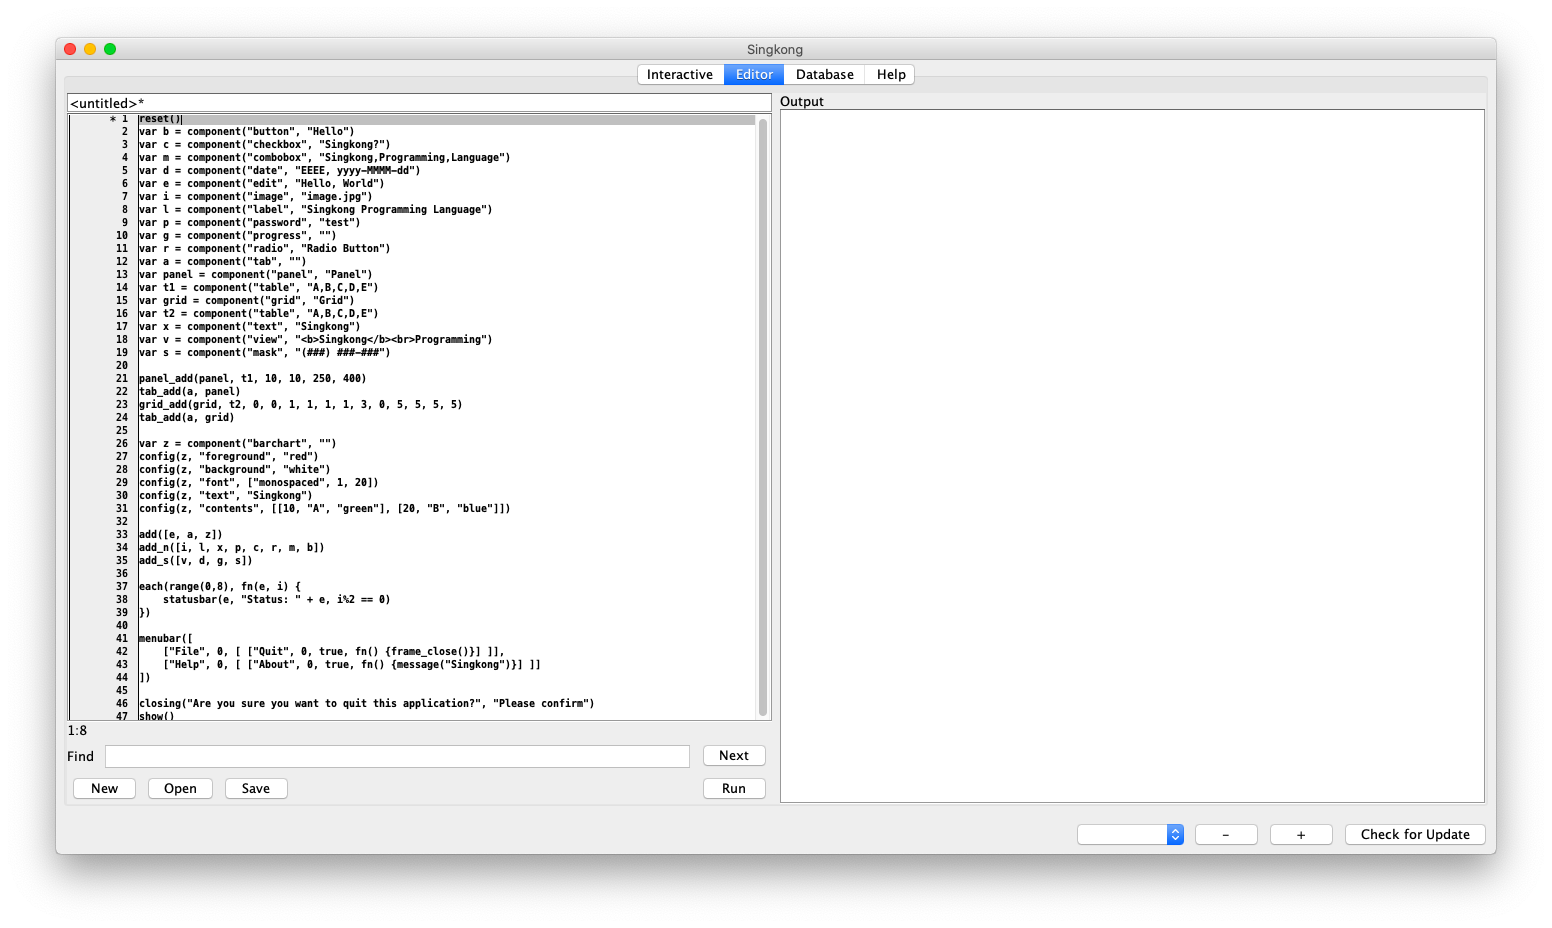 Singkong
Interactive Editor Database Help
<untitled>*
Output
* 1 reset()
2 var b = component("button", "Hello")
3 var c = component("checkbox", "Singkong?")
4 var m = component("combobox", "Singkong,Programming,Language")
5 var d = component("date", "EEEE, yyyy-MMMM-dd")
6 var e = component("edit", "Hello, World")
7 var i = component("image", "image.jpg")
8 var l = component("label", "Singkong Programming Language")
9 var p = component("password", "test")
10 var g = component("progress", "")
11 var r = component("radio", "Radio Button")
12 var a = component("tab", "")
13 var panel = component("panel", "Panel")
14 var t1 = component("table", "A,B,C,D,E")
15 var grid = component("grid", "Grid")
16 var t2 = component("table", "A,B,C,D,E")
17 var x = component("text", "Singkong")
18 var v = component("view", "<b>Singkong</b><br>Programming")
19 var s = component("mask", "(###) ###-###")
20
21 panel_add(panel, t1, 10, 10, 250, 400)
22 tab_add(a, panel)
23 grid_add(grid, t2, 0, 0, 1, 1, 1, 1, 3, 0, 5, 5, 5, 5)
24 tab_add(a, grid)
25
26 var z = component("barchart", "")
27 config(z, "foreground", "red")
28 config(z, "background", "white")
29 config(z, "font", ["monospaced", 1, 20])
30 config(z, "text", "Singkong")
31 config(z, "contents", [[10, "A", "green"], [20, "B", "blue"]])
32
33 add([e, a, z])
34 add_n([i, l, x, p, c, r, m, b])
35 add_s([v, d, g, s])
36
37 each(range(0,8), fn(e, i) {
38     statusbar(e, "Status: " + e, i%2 == 0)
39 })
40
41 menubar([
42     ["File", 0, [ ["Quit", 0, true, fn() {frame_close()}] ]],
43     ["Help", 0, [ ["About", 0, true, fn() {message("Singkong")}] ]]
44 ])
45
46 closing("Are you sure you want to quit this application?", "Please confirm")
47 show()
1:8
Find Next
New Open Save Run
- + Check for Update